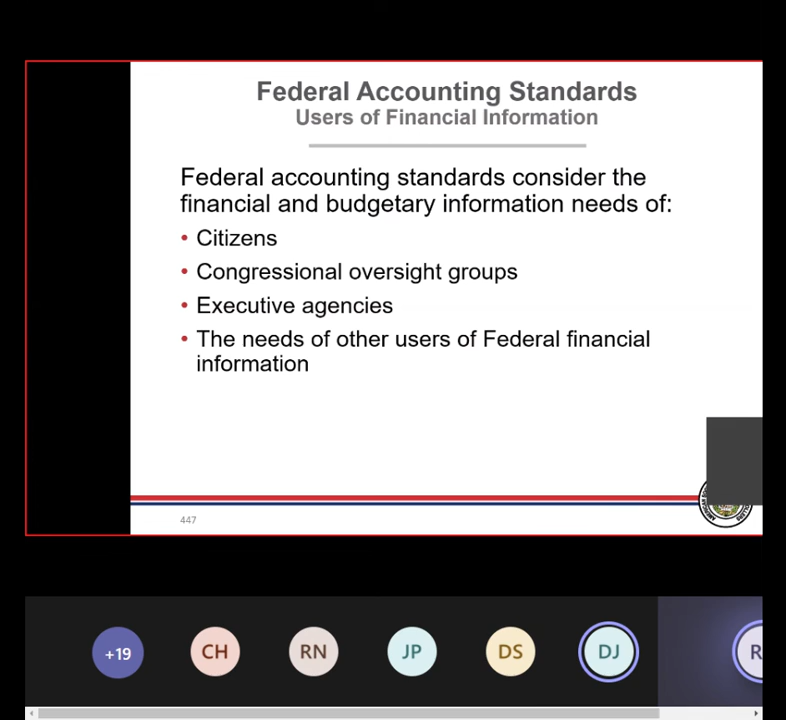 Federal Accounting Standards
Users of Financial Information
Federal accounting standards consider the
financial and budgetary information needs of:
• Citizens
• Congressional oversight groups
• Executive agencies
• The needs of other users of Federal financial
information
447
+19 CH RN JP DS DJ R